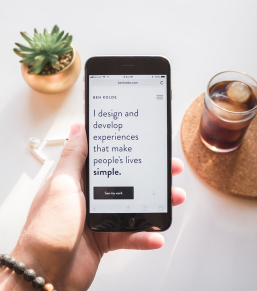 BEN KOLDE
I design and
develop
experiences
that make
people's lives
simple.
See my work